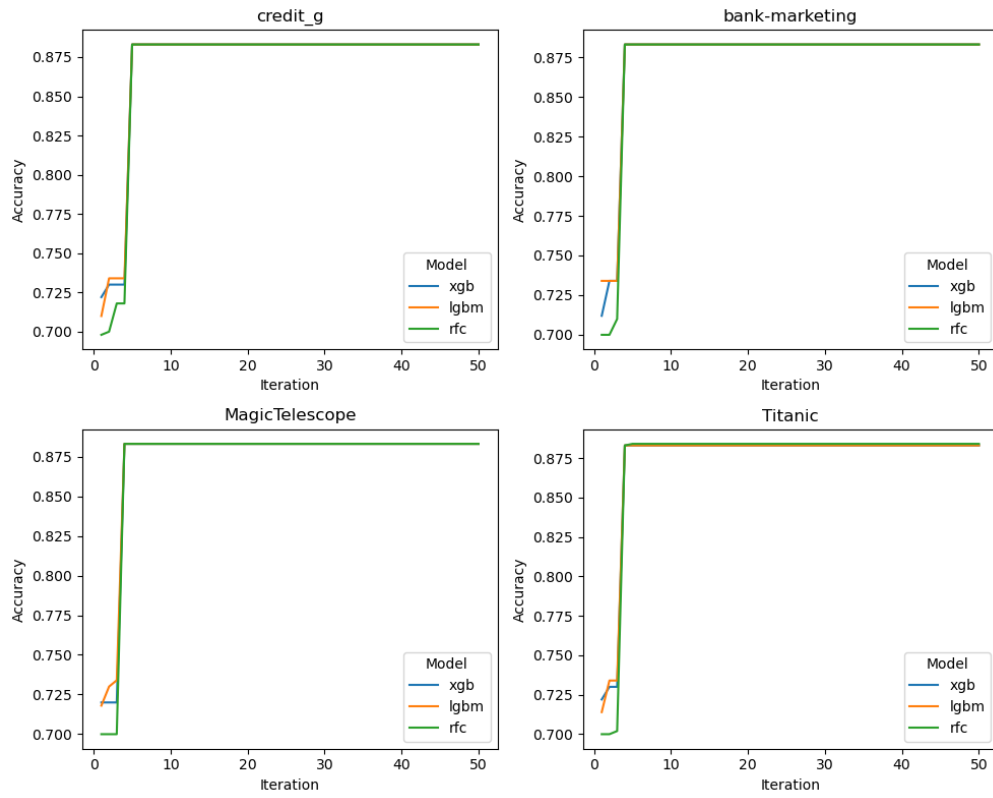 credit_g
0.875
0.850
0.825
0.800
0.775
0.750
0.725
0.700
Accuracy
Model
xgb
lgbm
rfc
0 10 20 30 40 50
Iteration
bank-marketing
0.875
0.850
0.825
0.800
0.775
0.750
0.725
0.700
Accuracy
Model
xgb
lgbm
rfc
0 10 20 30 40 50
Iteration
MagicTelescope
0.875
0.850
0.825
0.800
0.775
0.750
0.725
0.700
Accuracy
Model
xgb
lgbm
rfc
0 10 20 30 40 50
Iteration
Titanic
0.875
0.850
0.825
0.800
0.775
0.750
0.725
0.700
Accuracy
Model
xgb
lgbm
rfc
0 10 20 30 40 50
Iteration